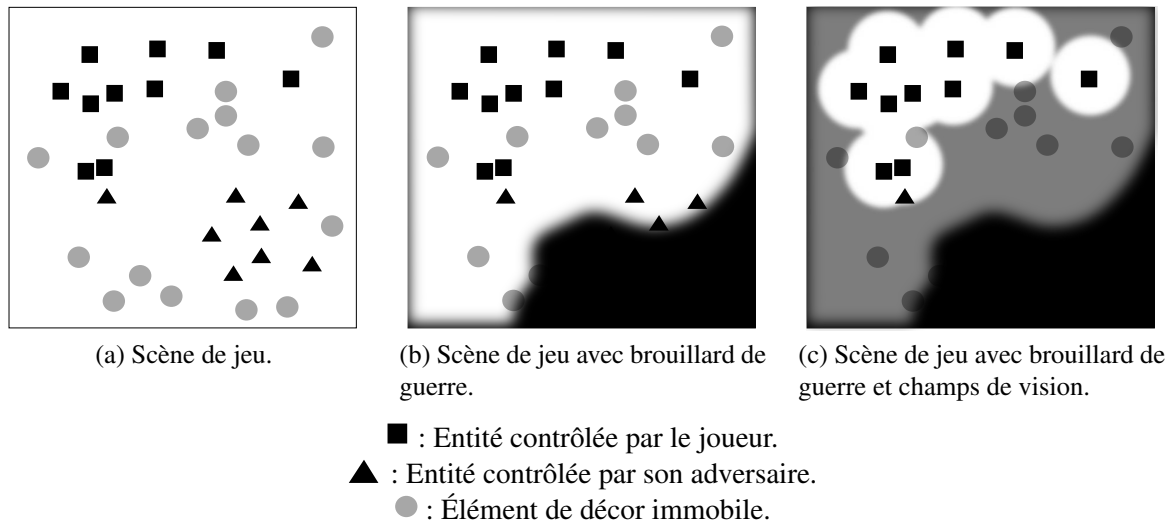 (a) Scène de jeu.
(b) Scène de jeu avec brouillard de
guerre.
(c) Scène de jeu avec brouillard de
guerre et champs de vision.
: Entité contrôlée par le joueur.
: Entité contrôlée par son adversaire.
: Élément de décor immobile.